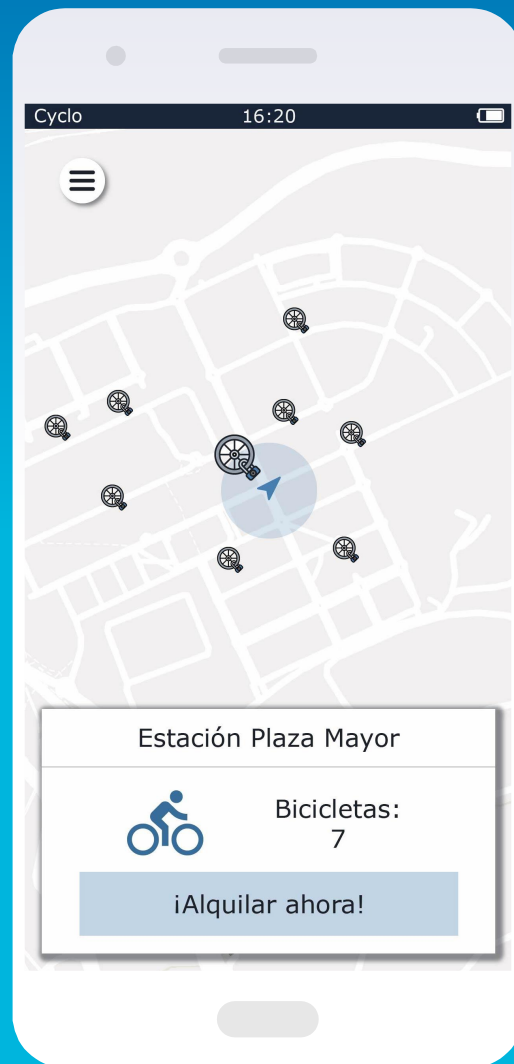 Cyclo 16:20
Estación Plaza Mayor
Bicicletas:
7
¡Alquilar ahora!